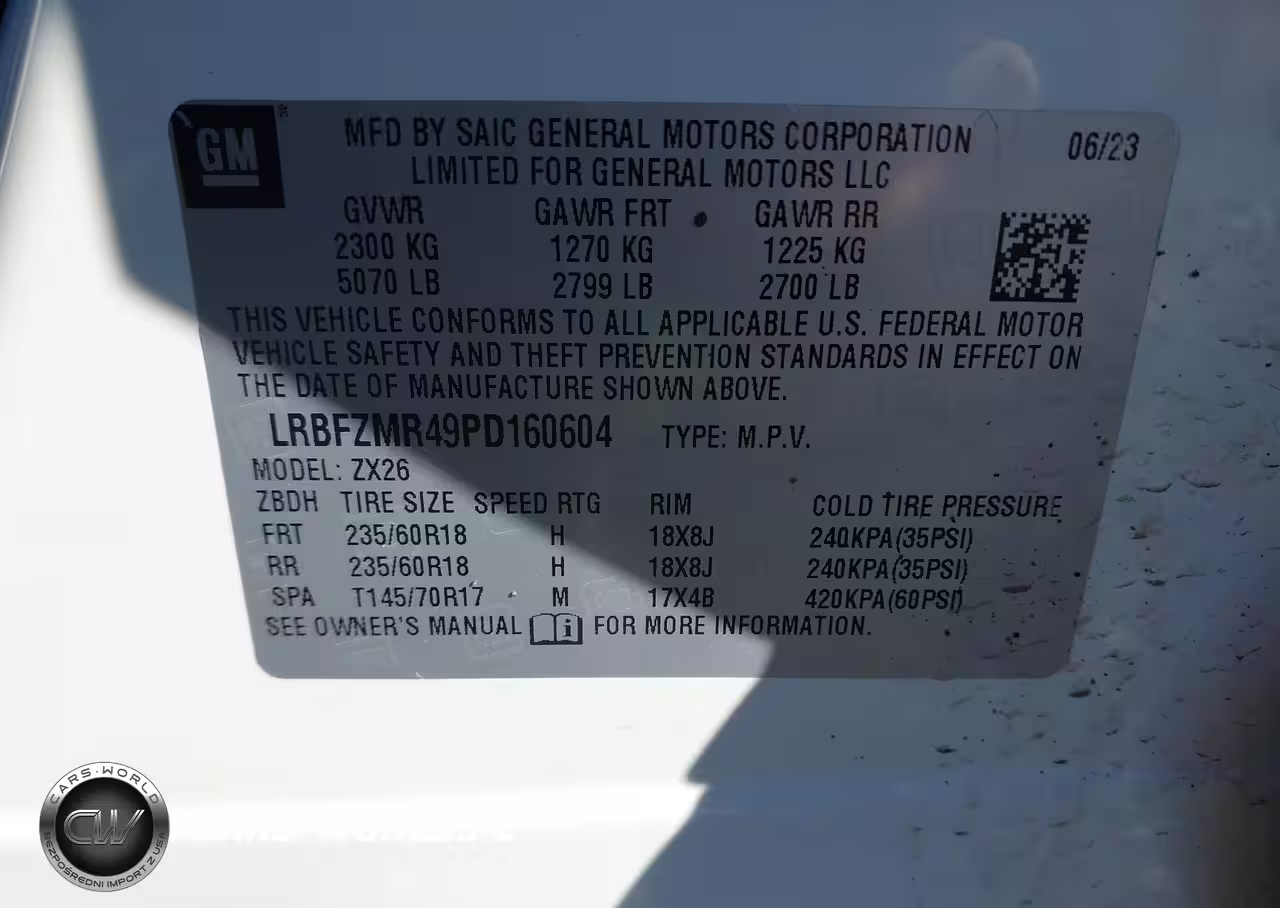 GM
MFD BY SAIC GENERAL MOTORS CORPORATION
LIMITED FOR GENERAL MOTORS LLC
06/23
GVWR GAWR FRT GAWR RR
2300 KG 1270 KG 1225 KG
5070 LB 2799 LB 2700 LB
THIS VEHICLE CONFORMS TO ALL APPLICABLE U.S. FEDERAL MOTOR
VEHICLE SAFETY AND THEFT PREVENTION STANDARDS IN EFFECT ON
THE DATE OF MANUFACTURE SHOWN ABOVE.
LRBFZMR49PD160604 TYPE: M.P.V.
MODEL: ZX26
ZBDH TIRE SIZE SPEED RTG RIM COLD TIRE PRESSURE
FRT 235/60R18 H 18X8J 240KPA(35PSI)
RR 235/60R18 H 18X8J 240KPA(35PSI)
SPA T145/70R17 M 17X4B 420KPA(60PSI)
SEE OWNER'S MANUAL i FOR MORE INFORMATION.
CARS-WORLD
CW
BEZPOŚREDNI IMPORT Z USA